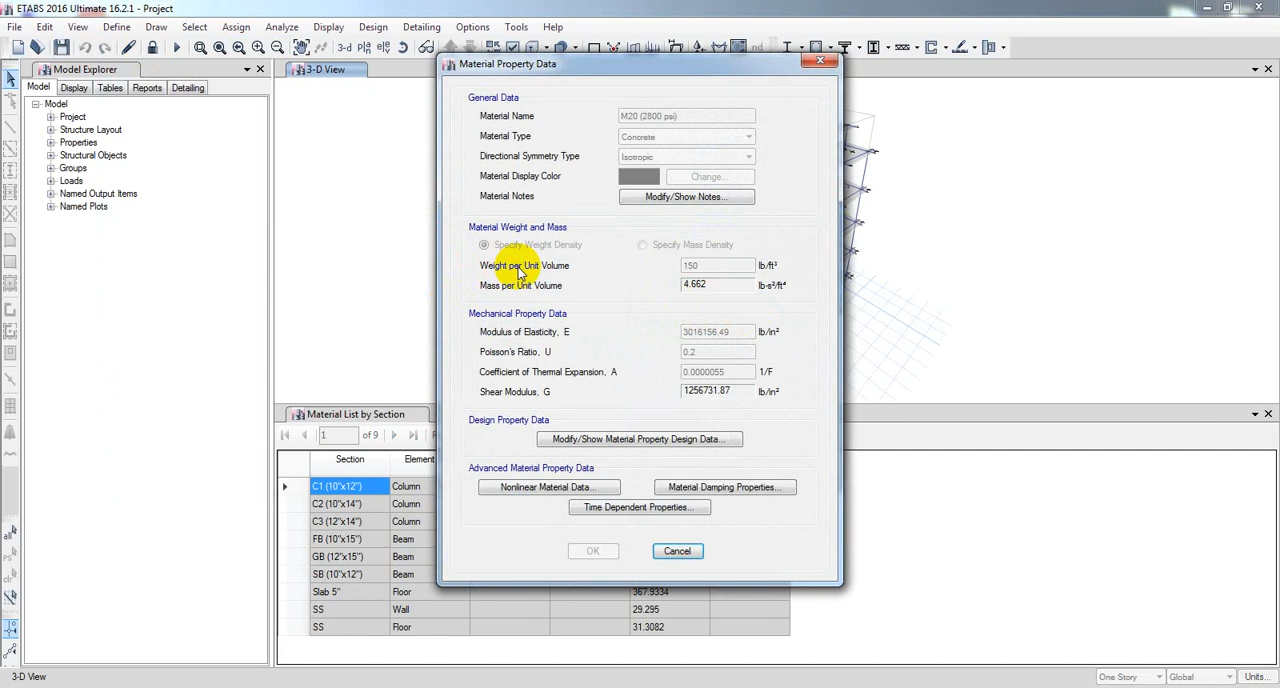 ETABS 2016 Ultimate 16.2.1 - Project
File Edit View Define Draw Select Assign Analyze Display Design Detailing Options Tools Help
3-d
nd
Model Explorer
Model Display Tables Reports Detailing
Model
Project
Structure Layout
Properties
Structural Objects
Groups
Loads
Named Output Items
Named Plots
3-D View
Material Property Data
General Data
Material Name M20 (2800 psi)
Material Type Concrete
Directional Symmetry Type Isotropic
Material Display Color Change...
Material Notes Modify/Show Notes...
Material Weight and Mass
Specify Weight Density Specify Mass Density
Weight per Unit Volume 150 lb/ft³
Mass per Unit Volume 4.662 lb-s²/ft⁴
Mechanical Property Data
Modulus of Elasticity, E 3016156.49 lb/in²
Poisson's Ratio, U 0.2
Coefficient of Thermal Expansion, A 0.0000055 1/F
Shear Modulus, G 1256731.87 lb/in²
Design Property Data
Modify/Show Material Property Design Data...
Advanced Material Property Data
Nonlinear Material Data... Material Damping Properties...
Time Dependent Properties...
OK Cancel
Material List by Section
1 of 9
Section Element
C1 (10"x12") Column
C2 (10"x14") Column
C3 (12"x14") Column
FB (10"x15") Beam
GB (12"x15") Beam
SB (10"x12") Beam
Slab 5" Floor 367.9334
SS Wall 29.295
SS Floor 31.3082
all
PS
clr
3-D View
One Story Global Units...